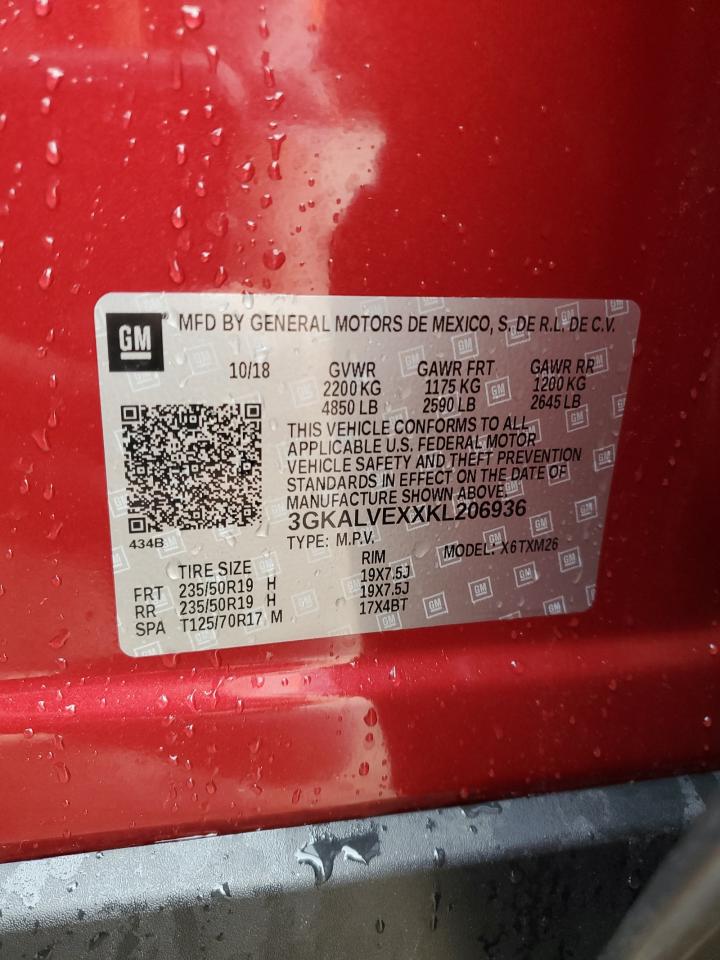 GM ® MFD BY GENERAL MOTORS DE MEXICO, S. DE R.L. DE C.V.
10/18 GVWR GAWR FRT GAWR RR
2200 KG 1175 KG 1200 KG
4850 LB 2590 LB 2645 LB
THIS VEHICLE CONFORMS TO ALL
APPLICABLE U.S. FEDERAL MOTOR
VEHICLE SAFETY AND THEFT PREVENTION
STANDARDS IN EFFECT ON THE DATE OF
MANUFACTURE SHOWN ABOVE.
3GKALVEXXKL206936
434B
TYPE: M.P.V. MODEL: X6TXM26
TIRE SIZE RIM
FRT 235/50R19 H 19X7.5J
RR 235/50R19 H 19X7.5J
SPA T125/70R17 M 17X4BT